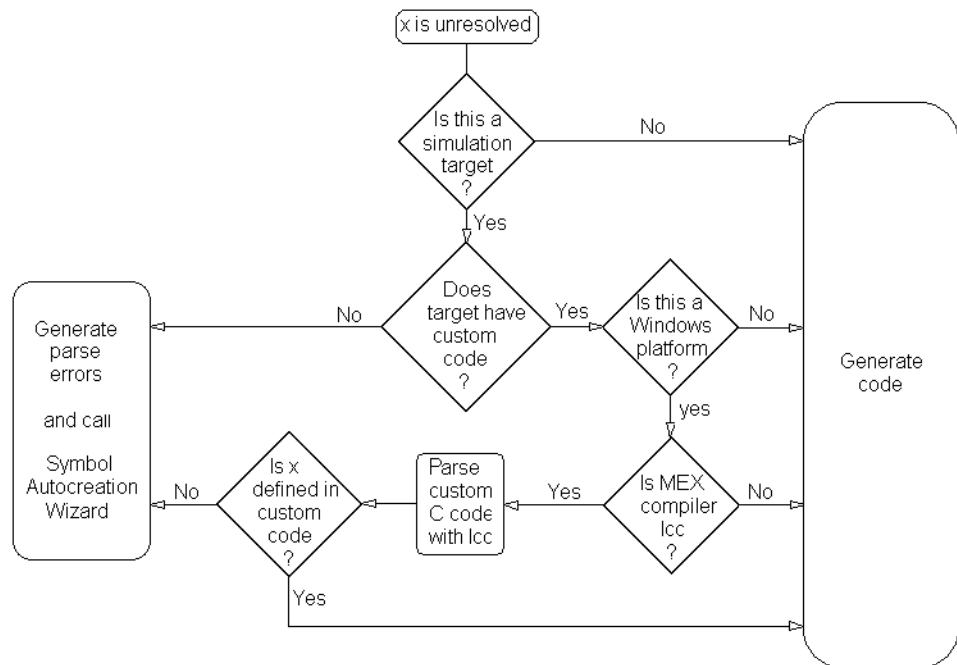 x is unresolved
Is this a
simulation
target
?
No
Yes
Does
target have
custom
code
?
No
Yes
Is this a
Windows
platform
?
No
yes
Generate
parse
errors
and call
Symbol
Autocreation
Wizard
Generate
code
Is MEX
compiler
lcc
?
No
Yes
Parse
custom
C code
with lcc
Is x
defined in
custom
code
?
No
Yes